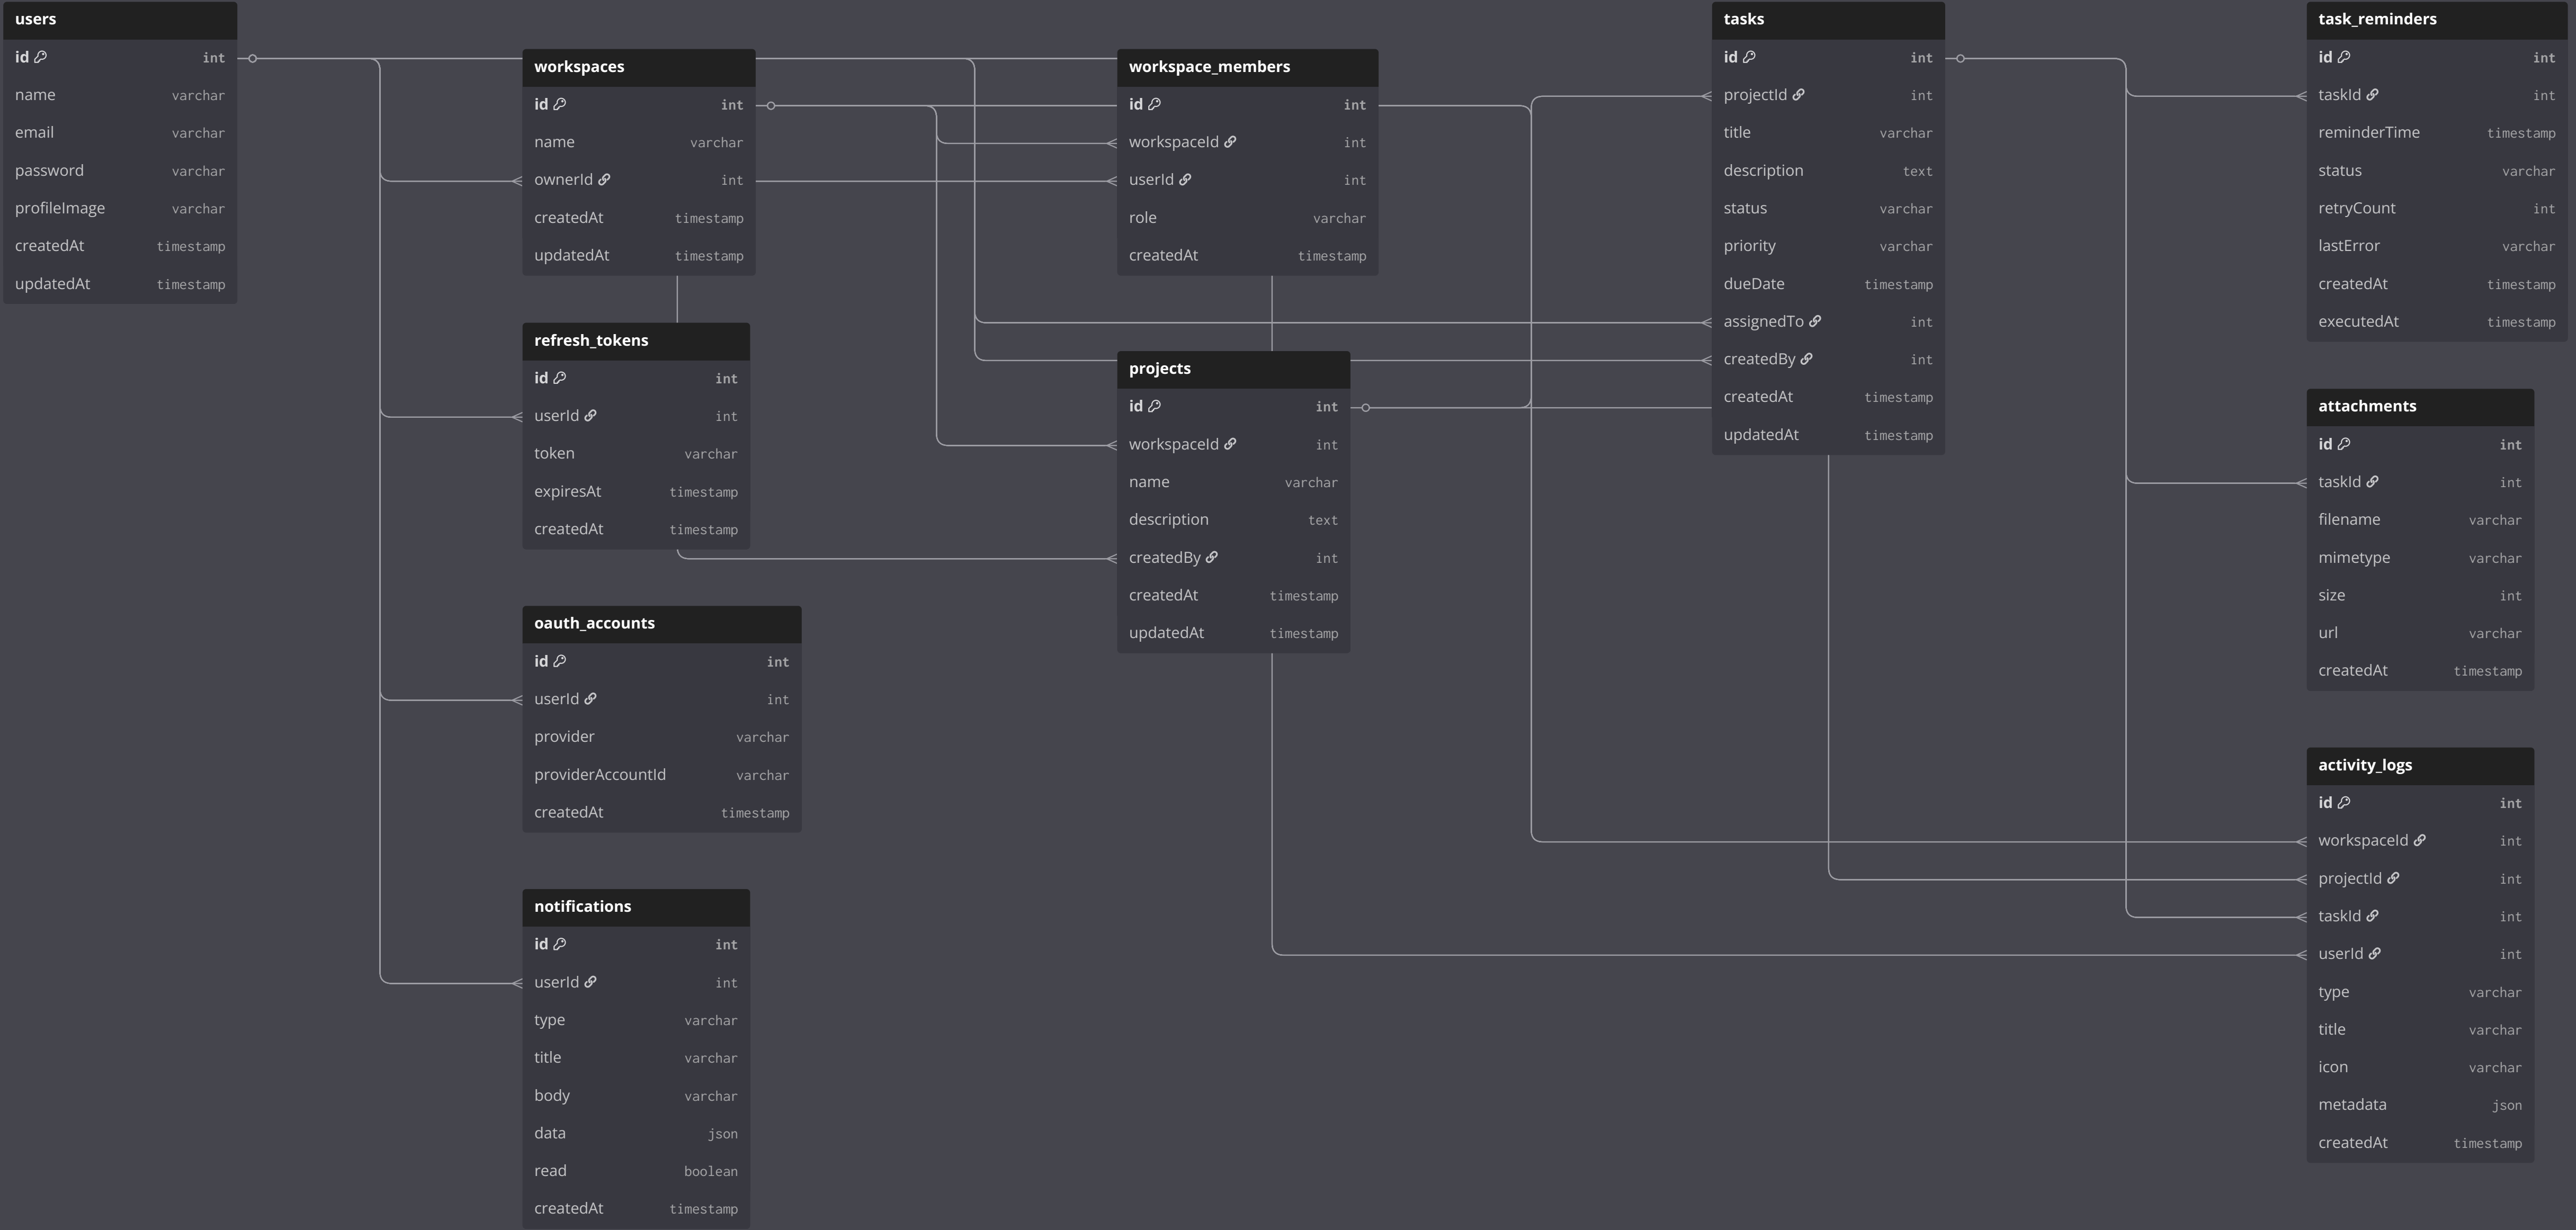 users
id int
name varchar
email varchar
password varchar
profileImage varchar
createdAt timestamp
updatedAt timestamp
workspaces
id int
name varchar
ownerId int
createdAt timestamp
updatedAt timestamp
refresh_tokens
id int
userId int
token varchar
expiresAt timestamp
createdAt timestamp
oauth_accounts
id int
userId int
provider varchar
providerAccountId varchar
createdAt timestamp
notifications
id int
userId int
type varchar
title varchar
body varchar
data json
read boolean
createdAt timestamp
workspace_members
id int
workspaceId int
userId int
role varchar
createdAt timestamp
projects
id int
workspaceId int
name varchar
description text
createdBy int
createdAt timestamp
updatedAt timestamp
tasks
id int
projectId int
title varchar
description text
status varchar
priority varchar
dueDate timestamp
assignedTo int
createdBy int
createdAt timestamp
updatedAt timestamp
task_reminders
id int
taskId int
reminderTime timestamp
status varchar
retryCount int
lastError varchar
createdAt timestamp
executedAt timestamp
attachments
id int
taskId int
filename varchar
mimetype varchar
size int
url varchar
createdAt timestamp
activity_logs
id int
workspaceId int
projectId int
taskId int
userId int
type varchar
title varchar
icon varchar
metadata json
createdAt timestamp